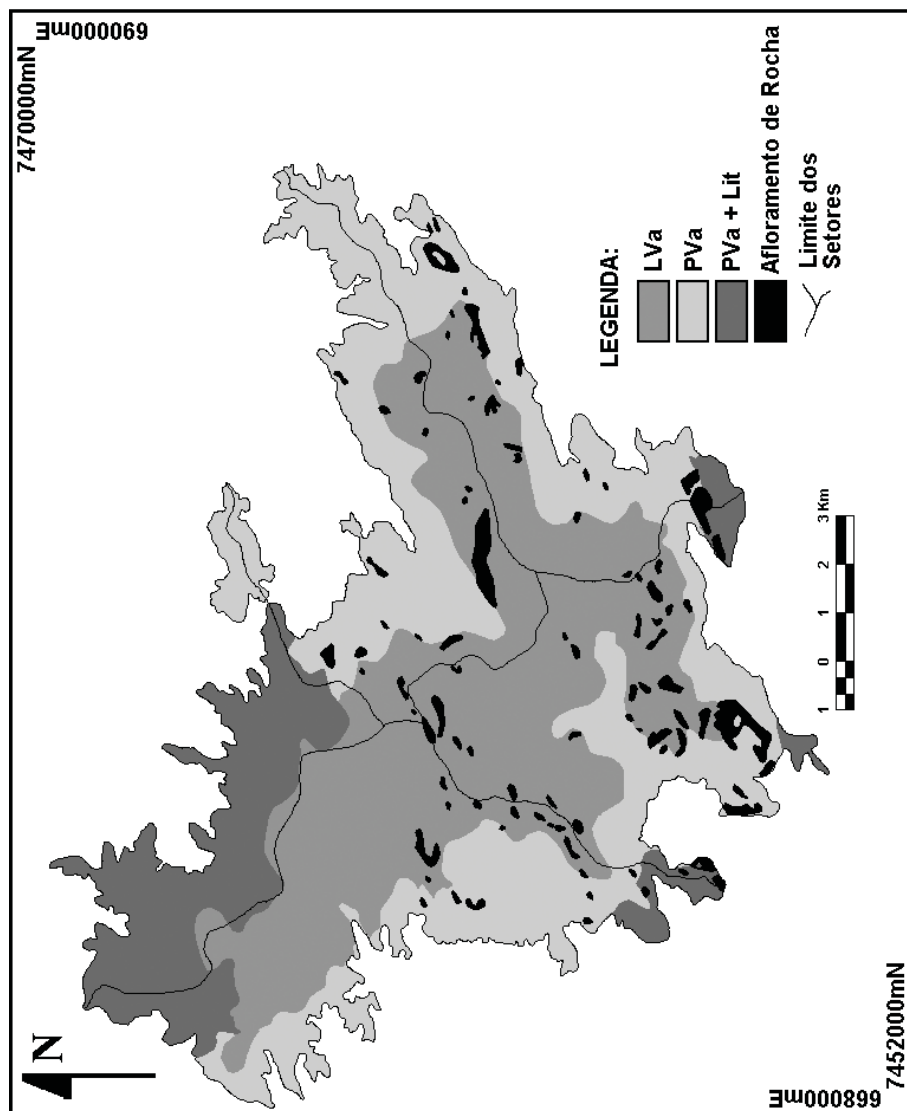 7470000mN
690000mE
N
LEGENDA:
LVa
PVa
PVa + Lit
Afloramento de Rocha
Limite dos
Setores
1 0 1 2 3 Km
668000mE
7452000mN